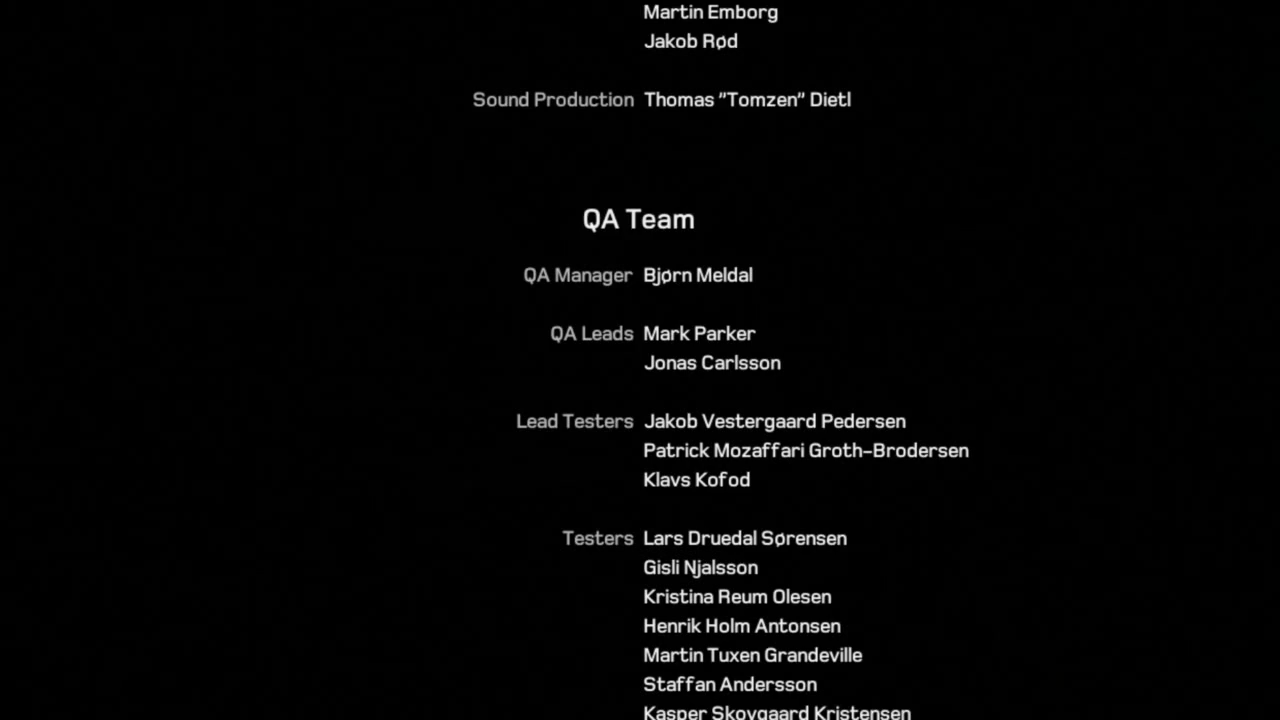 Martin Emborg
Jakob Rød
Sound Production Thomas "Tomzen" Dietl
QA Team
QA Manager Bjørn Meldal
QA Leads Mark Parker
Jonas Carlsson
Lead Testers Jakob Vestergaard Pedersen
Patrick Mozaffari Groth-Brodersen
Klavs Kofod
Testers Lars Druedal Sørensen
Gisli Njalsson
Kristina Reum Olesen
Henrik Holm Antonsen
Martin Tuxen Grandeville
Staffan Andersson
Kasper Skovgaard Kristensen